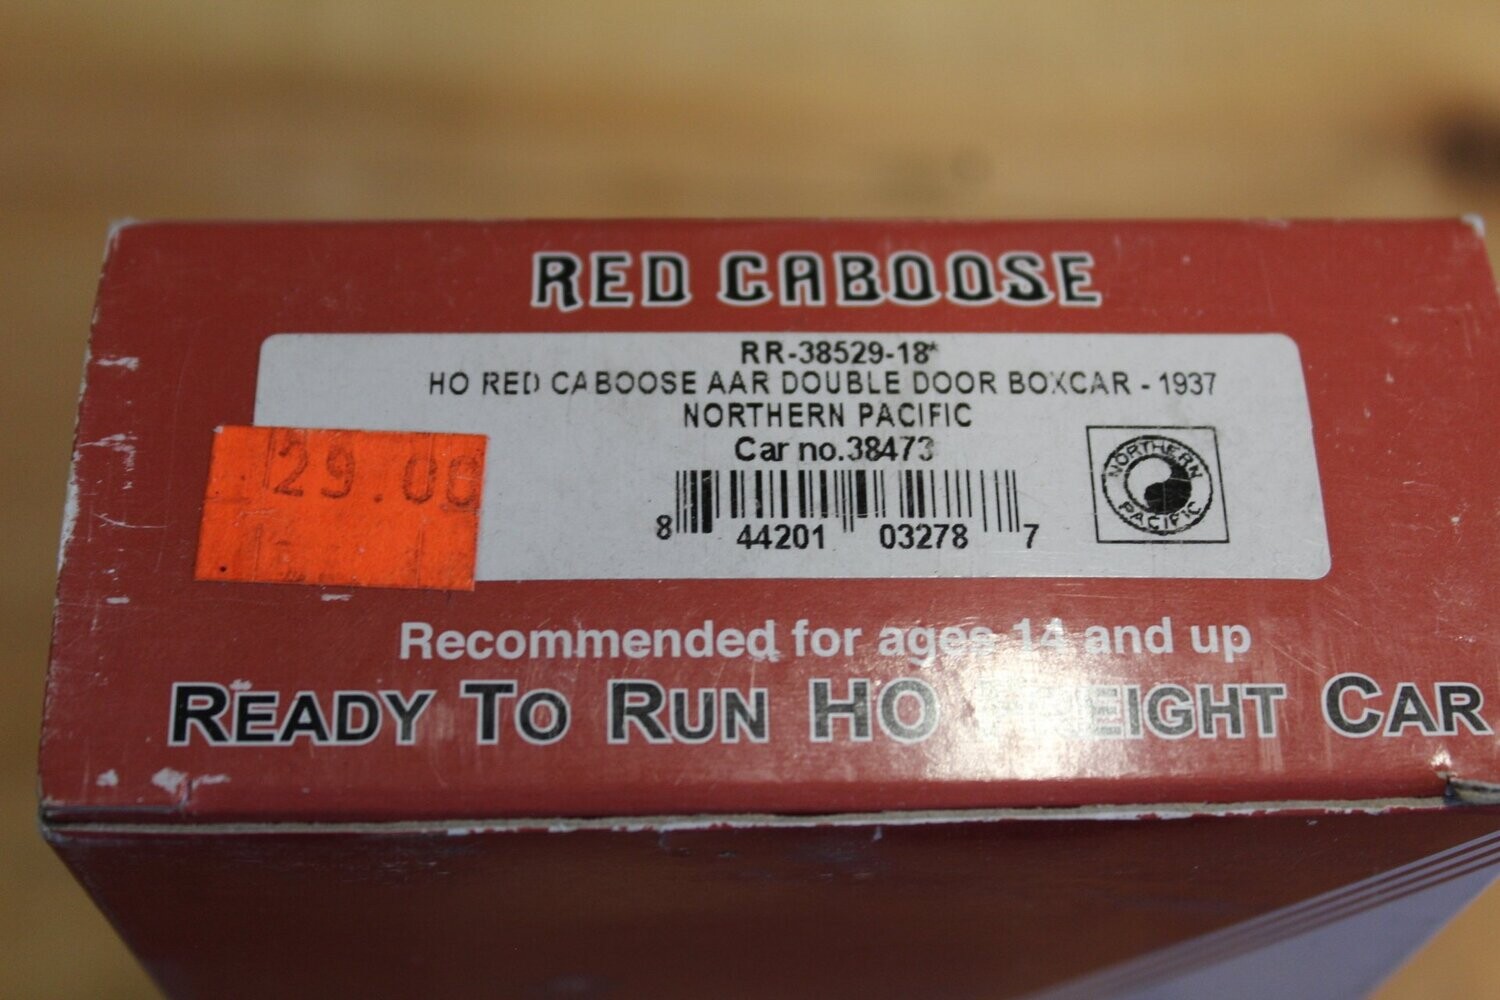 RED CABOOSE
RR-38529-18*
HO RED CABOOSE AAR DOUBLE DOOR BOXCAR - 1937
NORTHERN PACIFIC
Car no.38473
29.00
NORTHERN
PACIFIC
8 44201 03278 7
Recommended for ages 14 and up
READY TO RUN HO FREIGHT CAR